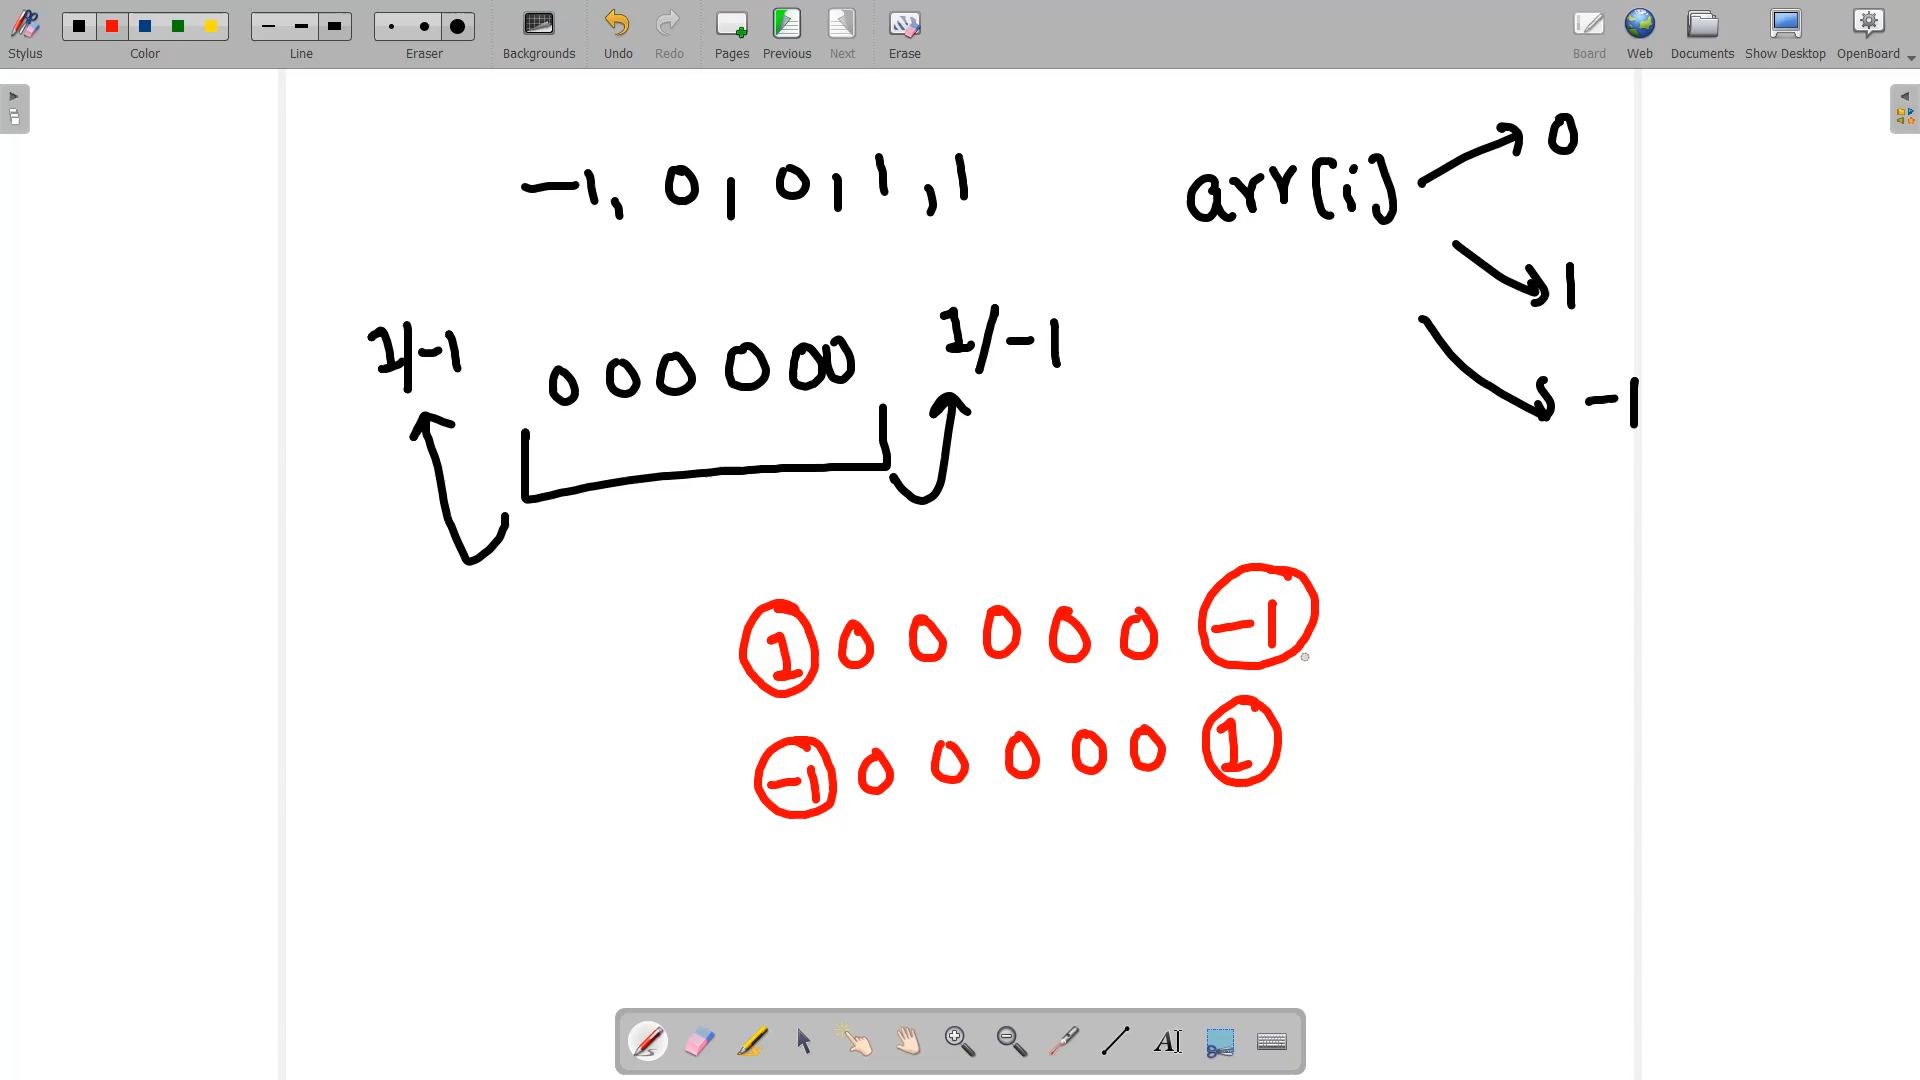 Stylus Color Line Eraser Backgrounds Undo Redo Pages Previous Next Erase Board Web Documents Show Desktop OpenBoard
-1, 0, 0, 1, 1
arr[i]
0
1
-1
1/-1 0 0 0 0 0 0 1/-1
1 0 0 0 0 0 -1
-1 0 0 0 0 0 1
AI